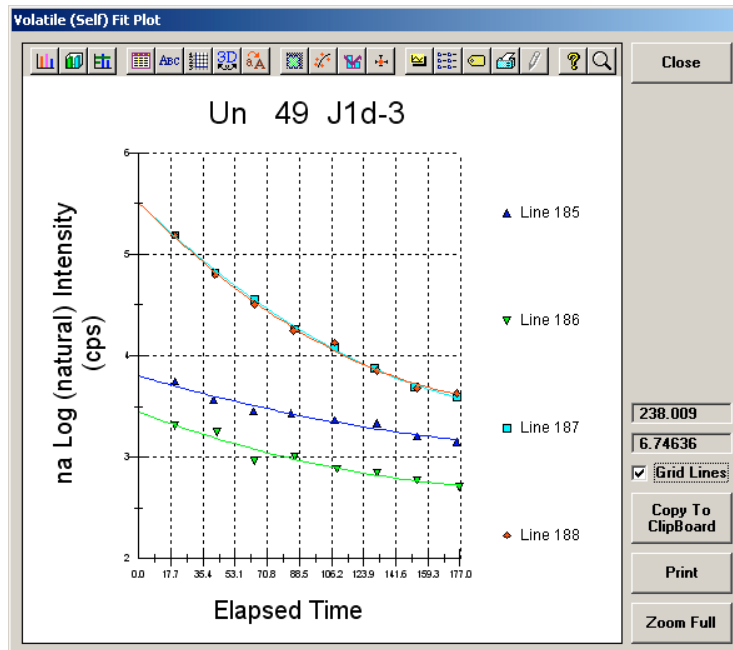 Volatile (Self) Fit Plot
ABC
3D
aA
?
Close
Un 49 J1d-3
na Log (natural) Intensity
(cps)
6
5
4
3
2
0.0 17.7 35.4 53.1 70.8 88.5 106.2 123.9 141.6 159.3 177.0
Elapsed Time
Line 185
Line 186
Line 187
Line 188
238.009
6.74636
Grid Lines
Copy To
ClipBoard
Print
Zoom Full